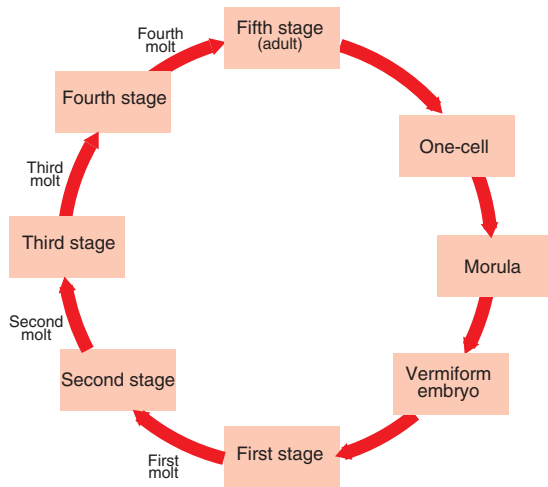 Fifth stage
(adult)
One-cell
Morula
Vermiform
embryo
First stage
First
molt
Second stage
Second
molt
Third stage
Third
molt
Fourth stage
Fourth
molt